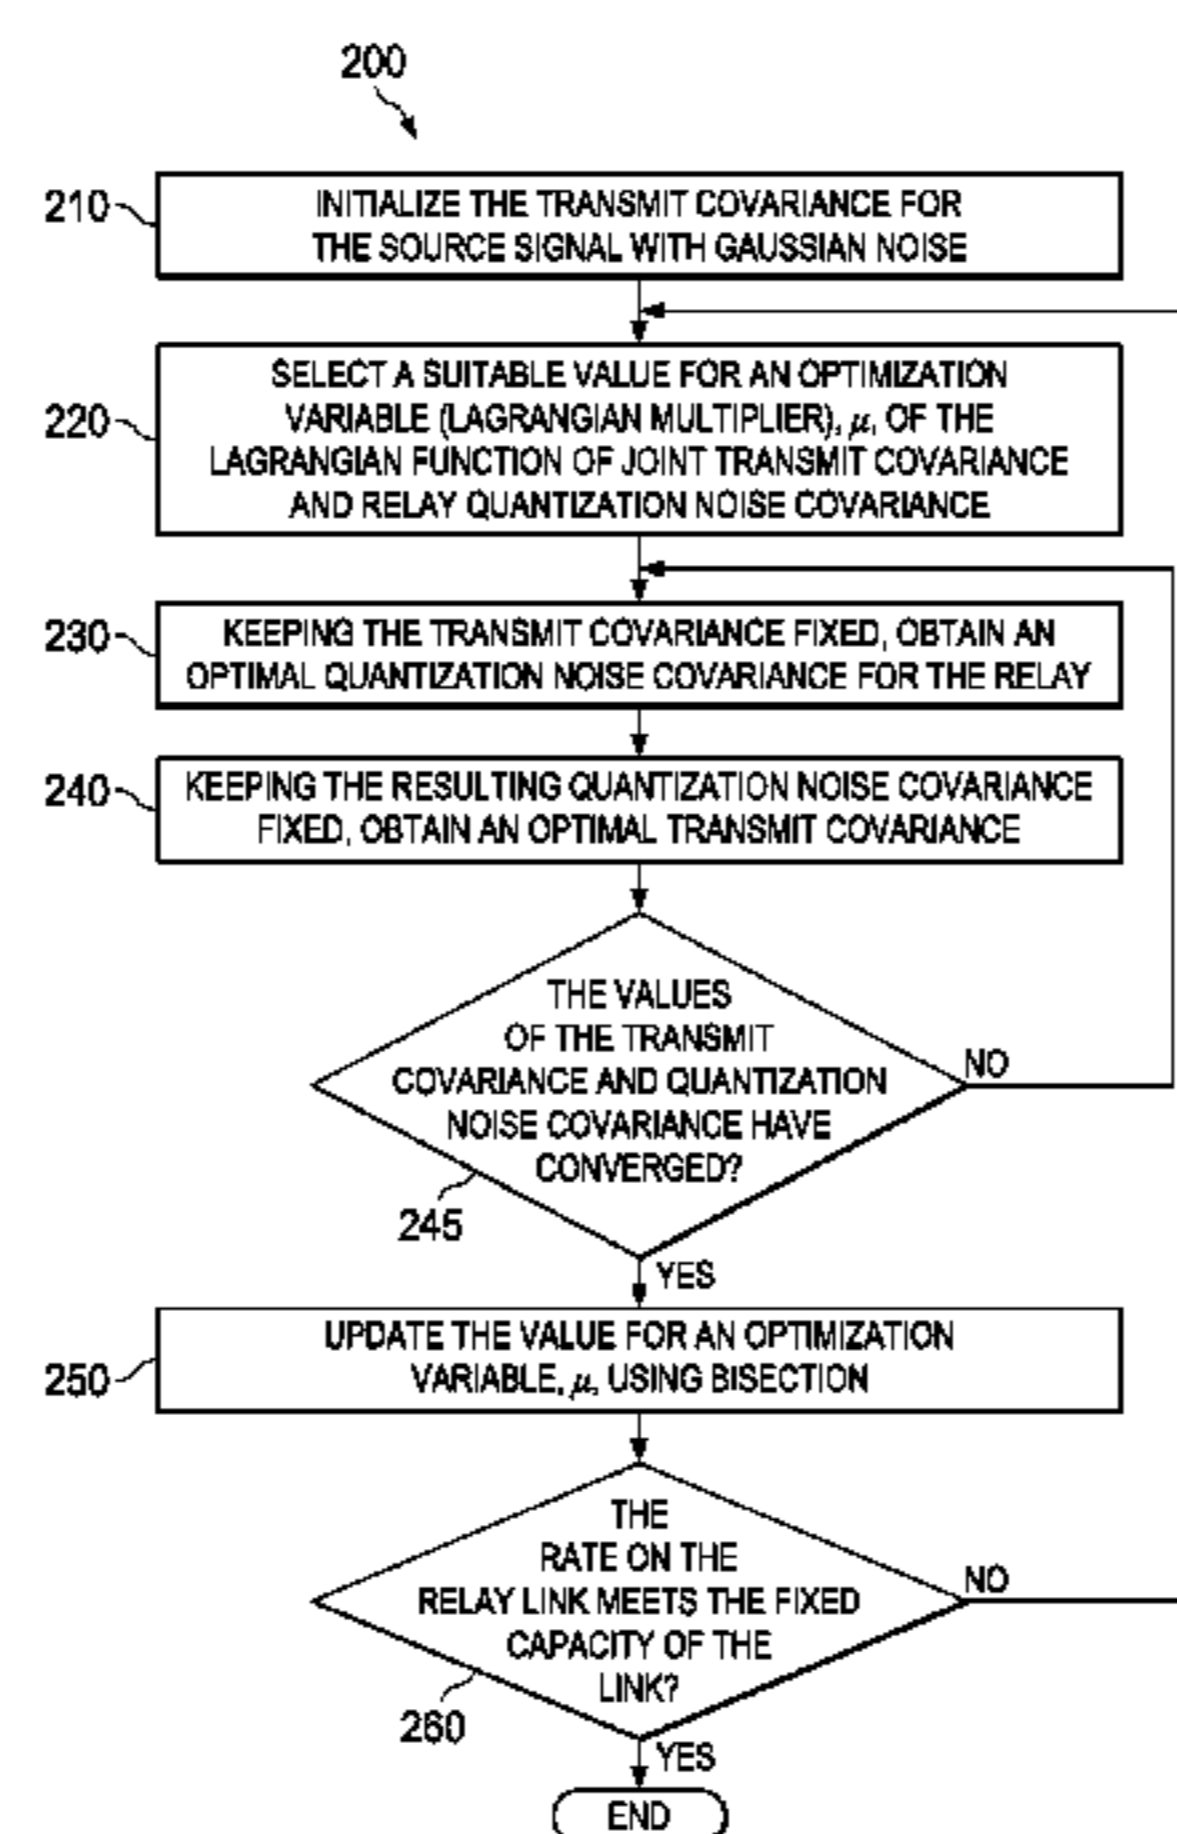 200
210
INITIALIZE THE TRANSMIT COVARIANCE FOR
THE SOURCE SIGNAL WITH GAUSSIAN NOISE
220
SELECT A SUITABLE VALUE FOR AN OPTIMIZATION
VARIABLE (LAGRANGIAN MULTIPLIER), μ, OF THE
LAGRANGIAN FUNCTION OF JOINT TRANSMIT COVARIANCE
AND RELAY QUANTIZATION NOISE COVARIANCE
230
KEEPING THE TRANSMIT COVARIANCE FIXED, OBTAIN AN
OPTIMAL QUANTIZATION NOISE COVARIANCE FOR THE RELAY
240
KEEPING THE RESULTING QUANTIZATION NOISE COVARIANCE
FIXED, OBTAIN AN OPTIMAL TRANSMIT COVARIANCE
THE VALUES
OF THE TRANSMIT
COVARIANCE AND QUANTIZATION
NOISE COVARIANCE HAVE
CONVERGED?
NO
245
YES
250
UPDATE THE VALUE FOR AN OPTIMIZATION
VARIABLE, μ, USING BISECTION
THE
RATE ON THE
RELAY LINK MEETS THE FIXED
CAPACITY OF THE
LINK?
NO
260
YES
END